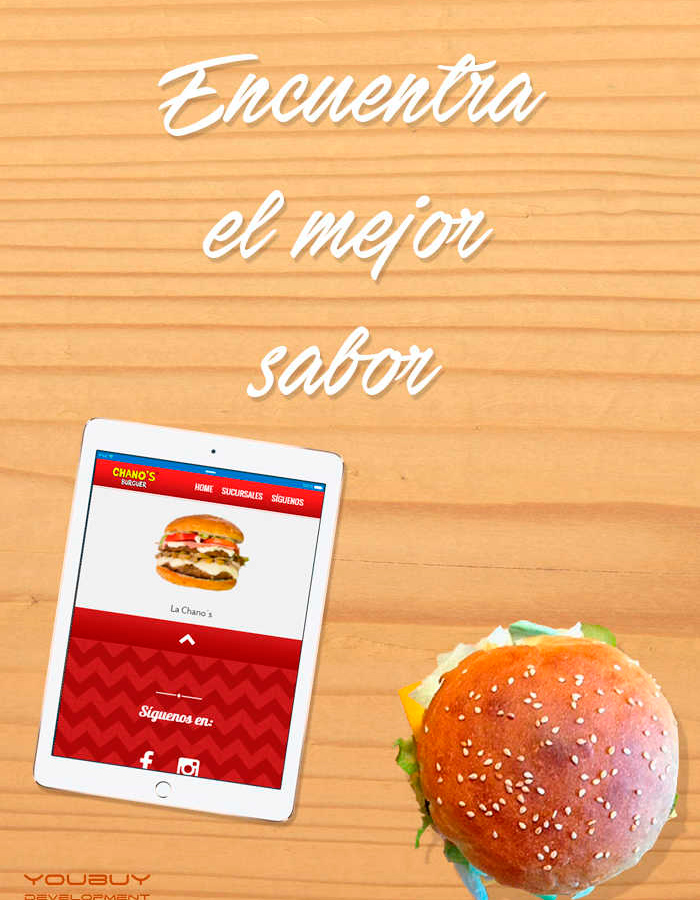 Encuentra
el mejor
sabor
CHANO'S
BURGUER
HOME SUCURSALES SÍGUENOS
La Chano´s
Síguenos en:
YOUBUY
DEVELOPMENT